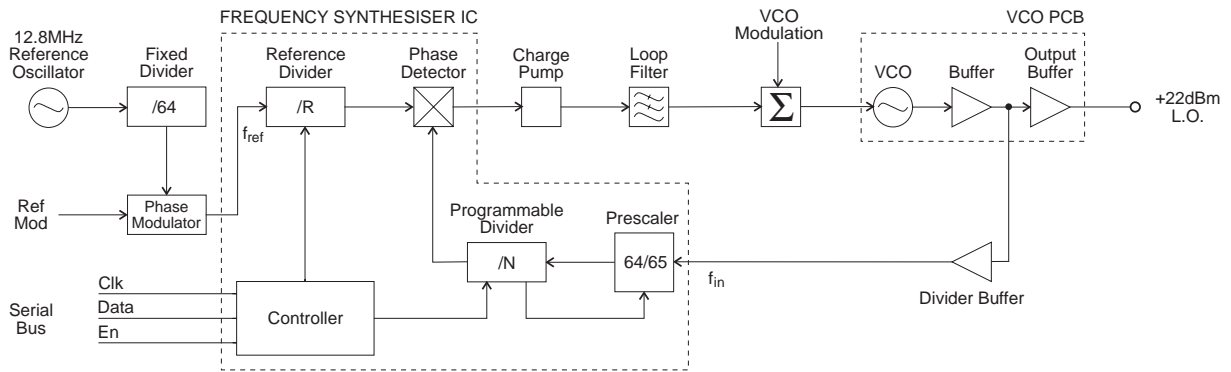 FREQUENCY SYNTHESISER IC
VCO
Modulation
VCO PCB
12.8MHz
Reference
Oscillator
Fixed
Divider
Reference
Divider
Phase
Detector
Charge
Pump
Loop
Filter
VCO
Buffer
Output
Buffer
/64
/R
Σ
+22dBm
L.O.
fref
Ref
Mod
Phase
Modulator
Programmable
Divider
Prescaler
/N
64/65
fin
Divider Buffer
Serial
Bus
Clk
Data
En
Controller